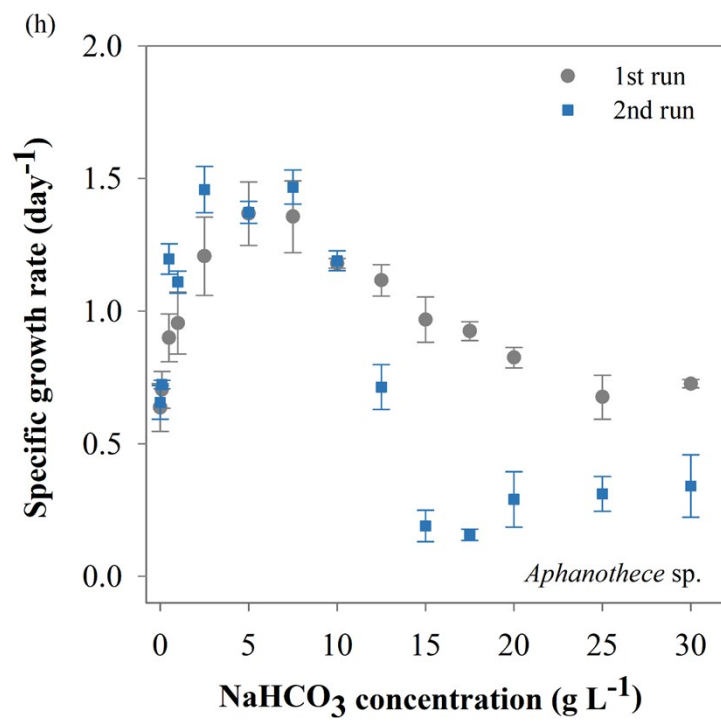 (h)
2.0
1st run
2nd run
1.5
1.0
0.5
0.0
Specific growth rate (day⁻¹)
Aphanothece sp.
0 5 10 15 20 25 30
NaHCO₃ concentration (g L⁻¹)